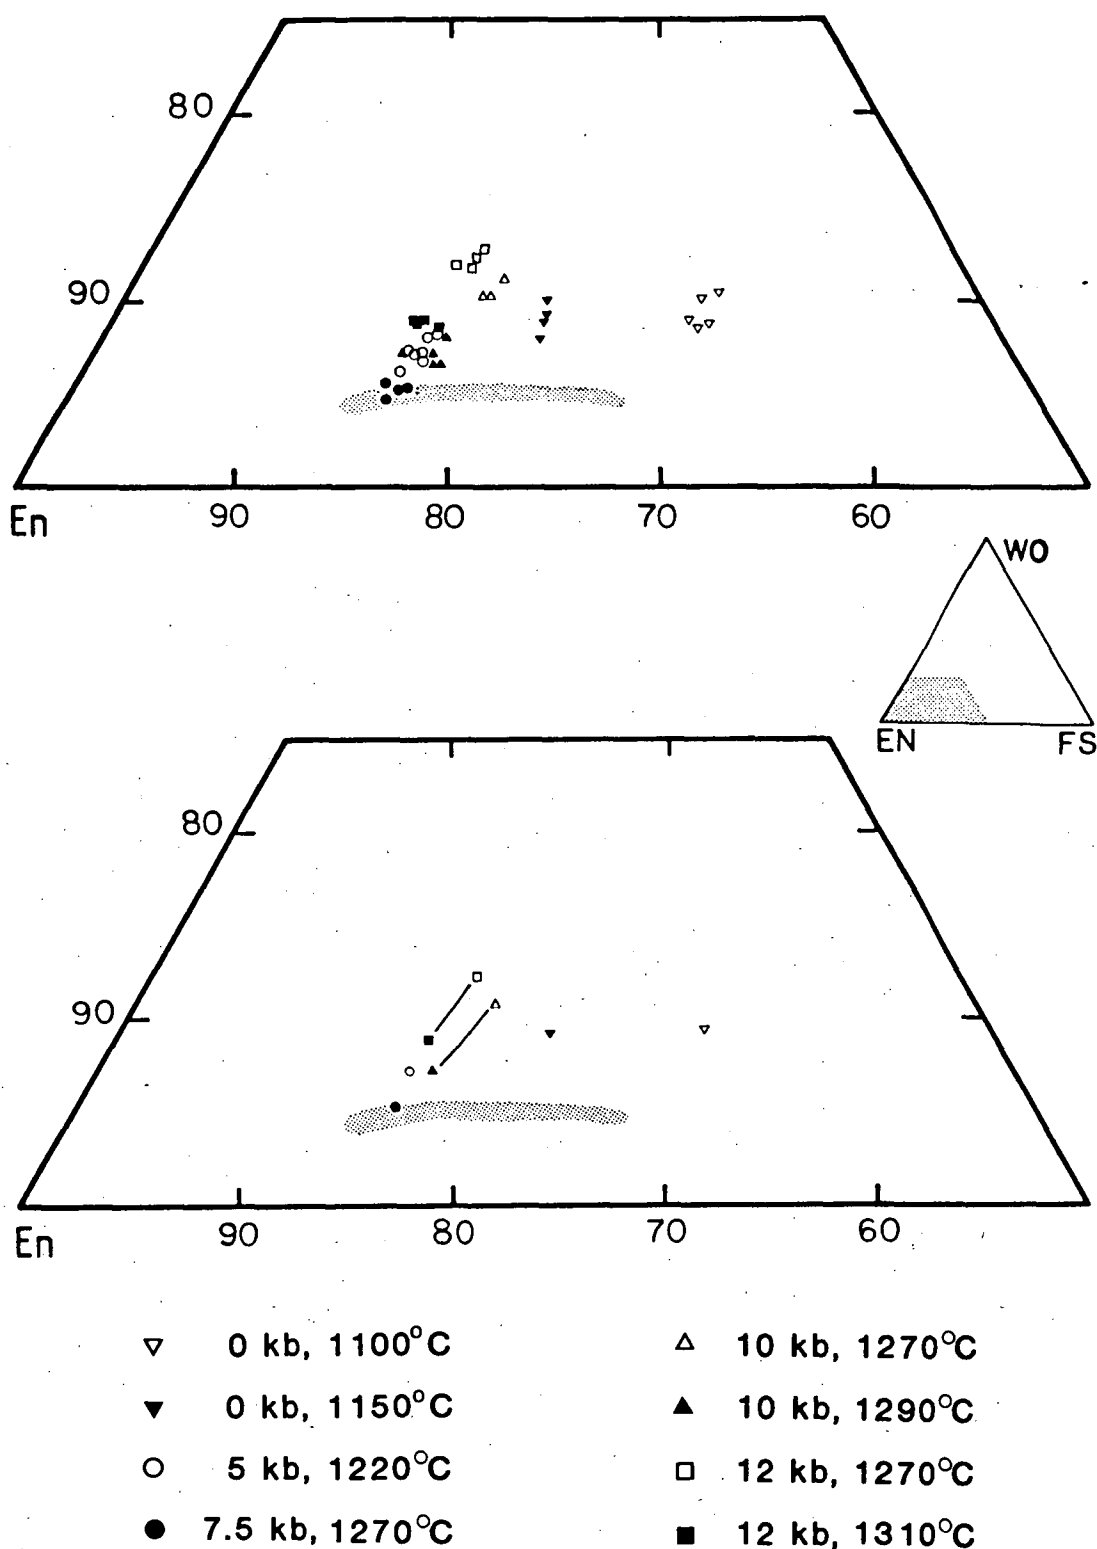 80
90
En 90 80 70 60
WO
EN FS
80
90
En 90 80 70 60
▽ 0 kb, 1100°C
▼ 0 kb, 1150°C
○ 5 kb, 1220°C
● 7.5 kb, 1270°C
△ 10 kb, 1270°C
▲ 10 kb, 1290°C
□ 12 kb, 1270°C
■ 12 kb, 1310°C